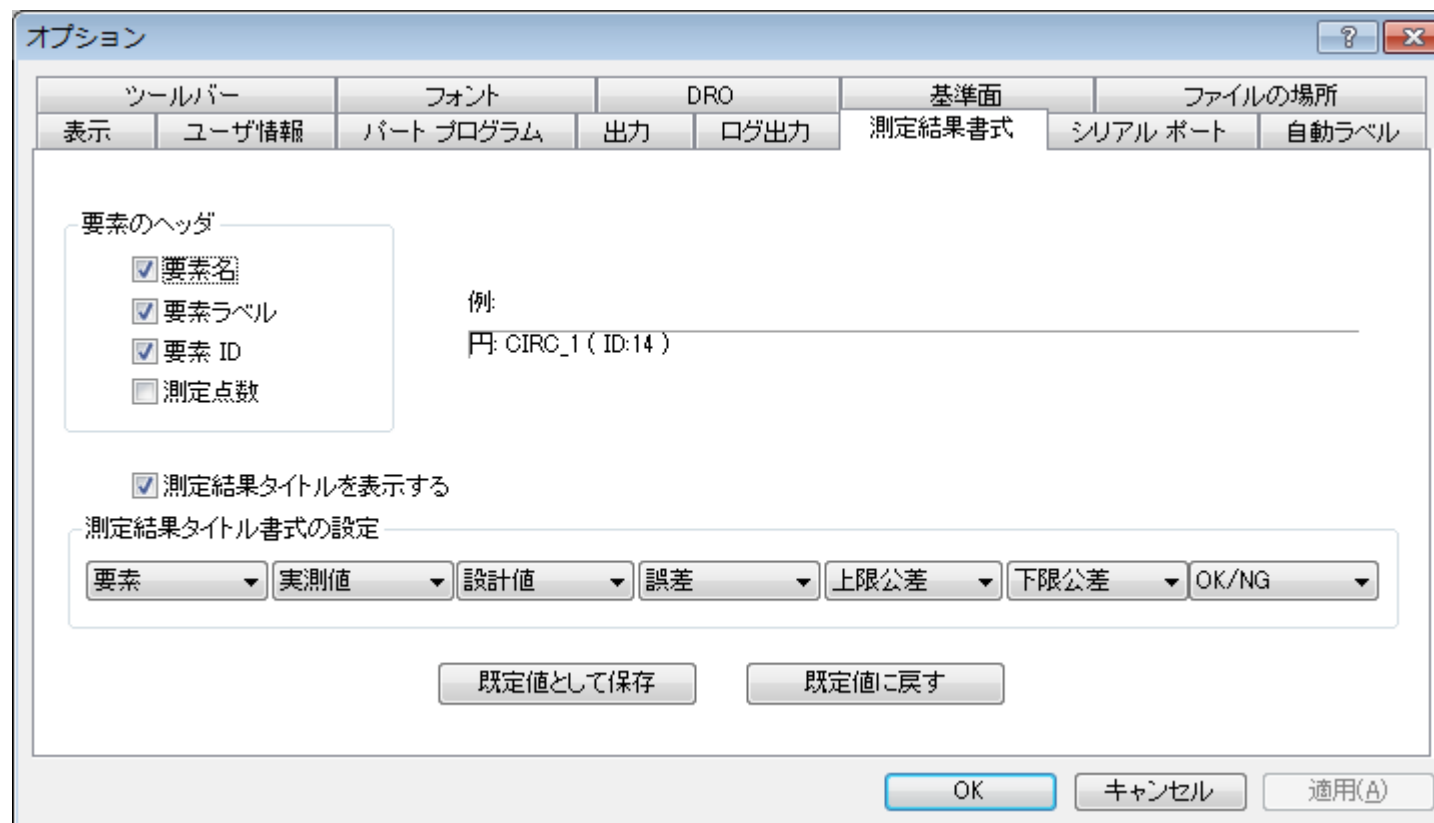 オプション
ツールバー フォント DRO 基準面 ファイルの場所
表示 ユーザ情報 パート プログラム 出力 ログ出力 測定結果書式 シリアル ポート 自動ラベル
要素のヘッダ
要素名
要素ラベル
要素 ID
測定点数
例:
円: CIRC_1 ( ID:14 )
測定結果タイトルを表示する
測定結果タイトル書式の設定
要素 実測値 設計値 誤差 上限公差 下限公差 OK/NG
既定値として保存 既定値に戻す
OK キャンセル 適用(A)